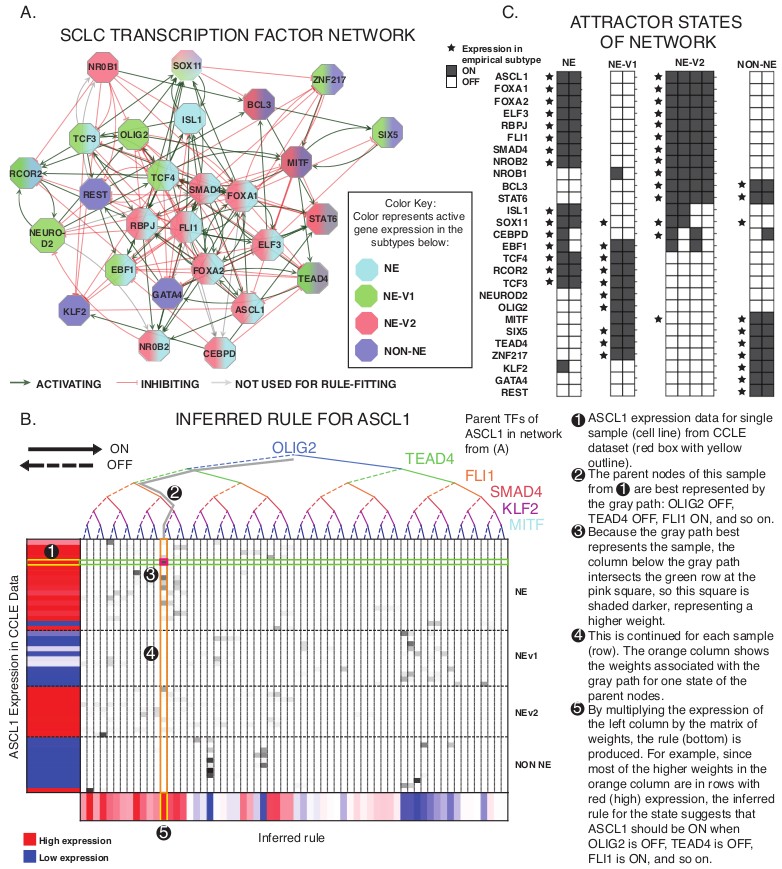 A.
SCLC TRANSCRIPTION FACTOR NETWORK
NR0B1
SOX11
ZNF217
BCL3
ISL1
SIX5
TCF3
OLIG2
MITF
RCOR2
TCF4
REST
SMAD4
FOXA1
STAT6
NEURO-
D2
RBPJ
FLI1
ELF3
EBF1
FOXA2
TEAD4
GATA4
KLF2
ASCL1
NR0B2
CEBPD
Color Key:
Color represents active
gene expression in the
subtypes below:
NE
NE-V1
NE-V2
NON-NE
ACTIVATING
INHIBITING
NOT USED FOR RULE-FITTING
C.
ATTRACTOR STATES
OF NETWORK
Expression in
empirical subtype
ON
OFF
NE
NE-V1
NE-V2
NON-NE
ASCL1
FOXA1
FOXA2
ELF3
RBPJ
FLI1
SMAD4
NROB2
NROB1
BCL3
STAT6
ISL1
SOX11
CEBPD
EBF1
TCF4
RCOR2
TCF3
NEUROD2
OLIG2
MITF
SIX5
TEAD4
ZNF217
KLF2
GATA4
REST
B.
INFERRED RULE FOR ASCL1
ON
OFF
Parent TFs of
ASCL1 in network
from (A)
OLIG2
TEAD4
FLI1
SMAD4
KLF2
MITF
2
1
3
4
5
ASCL1 Expression in CCLE Data
NE
NEv1
NEv2
NON NE
Inferred rule
High expression
Low expression
1 ASCL1 expression data for single
sample (cell line) from CCLE
dataset (red box with yellow
outline).
2 The parent nodes of this sample
from 1 are best represented by
the gray path: OLIG2 OFF,
TEAD4 OFF, FLI1 ON, and so on.
3 Because the gray path best
represents the sample, the
column below the gray path
intersects the green row at the
pink square, so this square is
shaded darker, representing a
higher weight.
4 This is continued for each sample
(row). The orange column shows
the weights associated with the
gray path for one state of the
parent nodes.
5 By multiplying the expression of
the left column by the matrix of
weights, the rule (bottom) is
produced. For example, since
most of the higher weights in the
orange column are in rows with
red (high) expression, the inferred
rule for the state suggests that
ASCL1 should be ON when
OLIG2 is OFF, TEAD4 is OFF,
FLI1 is ON, and so on.